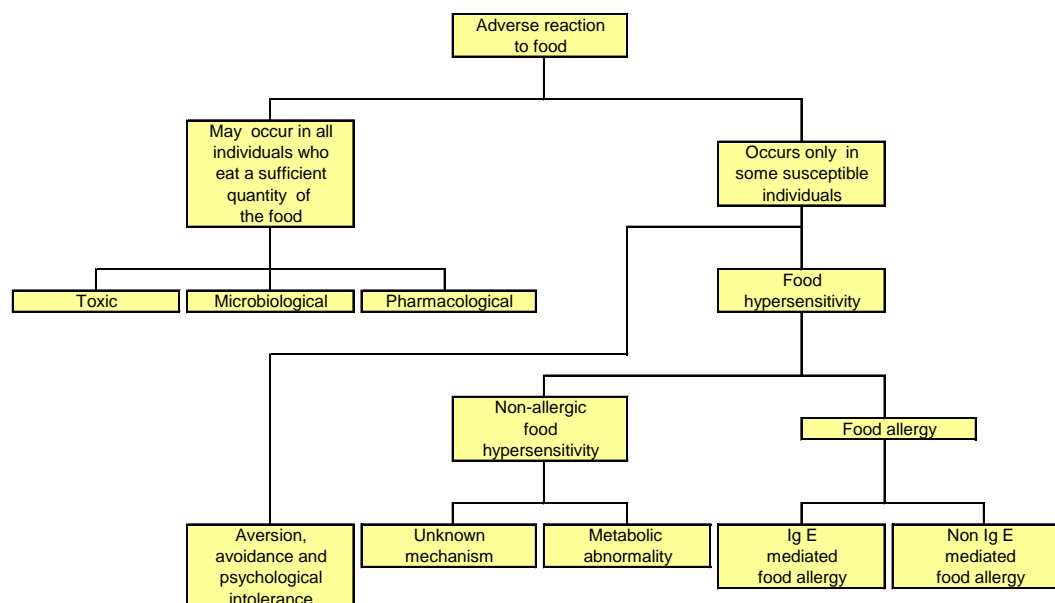 Adverse reaction
to food
May occur in all
individuals who
eat a sufficient
quantity of
the food
Occurs only in
some susceptible
individuals
Toxic
Microbiological
Pharmacological
Food
hypersensitivity
Non-allergic
food
hypersensitivity
Food allergy
Aversion,
avoidance and
psychological
intolerance
Unknown
mechanism
Metabolic
abnormality
Ig E
mediated
food allergy
Non Ig E
mediated
food allergy